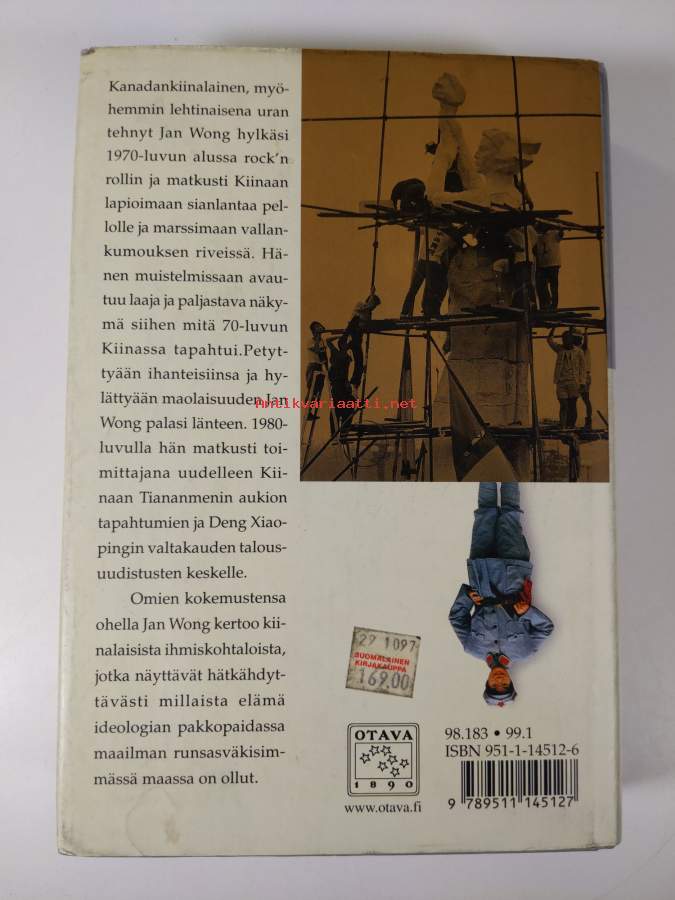 Kanadankiinalainen, myö-
hemmin lehtinaisena uran
tehnyt Jan Wong hylkäsi
1970-luvun alussa rock'n
rollin ja matkusti Kiinaan
lapioimaan sianlantaa pel-
lolle ja marssimaan vallan-
kumouksen riveissä. Hä-
nen muistelmissaan avau-
tuu laaja ja paljastava näky-
mä siihen mitä 70-luvun
Kiinassa tapahtui.Petyt-
tyään ihanteisiinsa ja hy-
lättyään maolaisuuden Jan
Wong palasi länteen. 1980-
luvulla hän matkusti toi-
mittajana uudelleen Kii-
naan Tiananmenin aukion
tapahtumien ja Deng Xiao-
pingin valtakauden talous-
uudistusten keskelle.
Omien kokemustensa
ohella Jan Wong kertoo kii-
nalaisista ihmiskohtaloista,
jotka näyttävät hätkähdyt-
tävästi millaista elämä
ideologian pakkopaidassa
maailman runsasväkisim-
mässä maassa on ollut.
Antikvariaatti.net
29 1097
SUOMALAINEN
KIRJAKAUPPA
169.00
OTAVA
1890
www.otava.fi
98.183 • 99.1
ISBN 951-1-14512-6
9 789511 145127